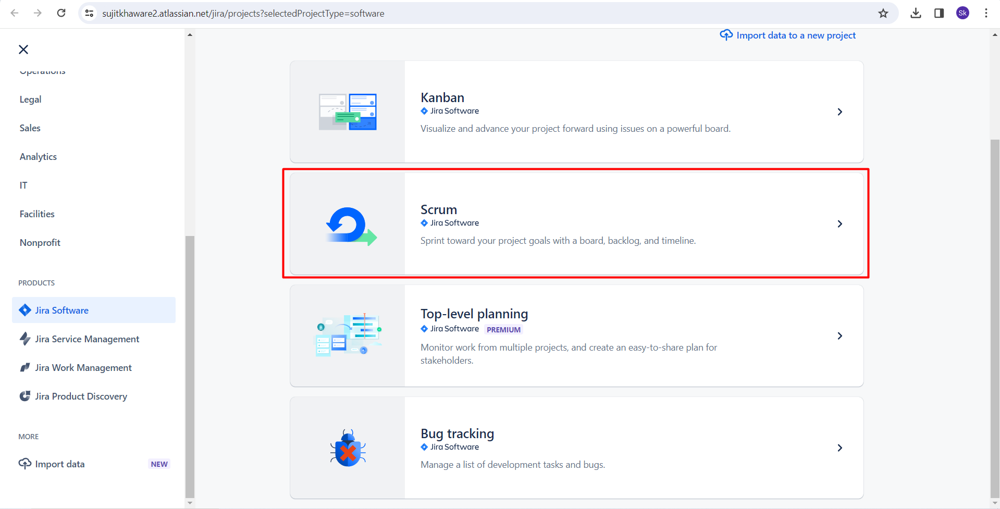 sujitkhaware2.atlassian.net/jira/projects?selectedProjectType=software
Sk
Operations
Legal
Sales
Analytics
IT
Facilities
Nonprofit
PRODUCTS
Jira Software
Jira Service Management
Jira Work Management
Jira Product Discovery
MORE
Import data NEW
Import data to a new project
Kanban
Jira Software
Visualize and advance your project forward using issues on a powerful board.
Scrum
Jira Software
Sprint toward your project goals with a board, backlog, and timeline.
Top-level planning
Jira Software PREMIUM
Monitor work from multiple projects, and create an easy-to-share plan for
stakeholders.
Bug tracking
Jira Software
Manage a list of development tasks and bugs.